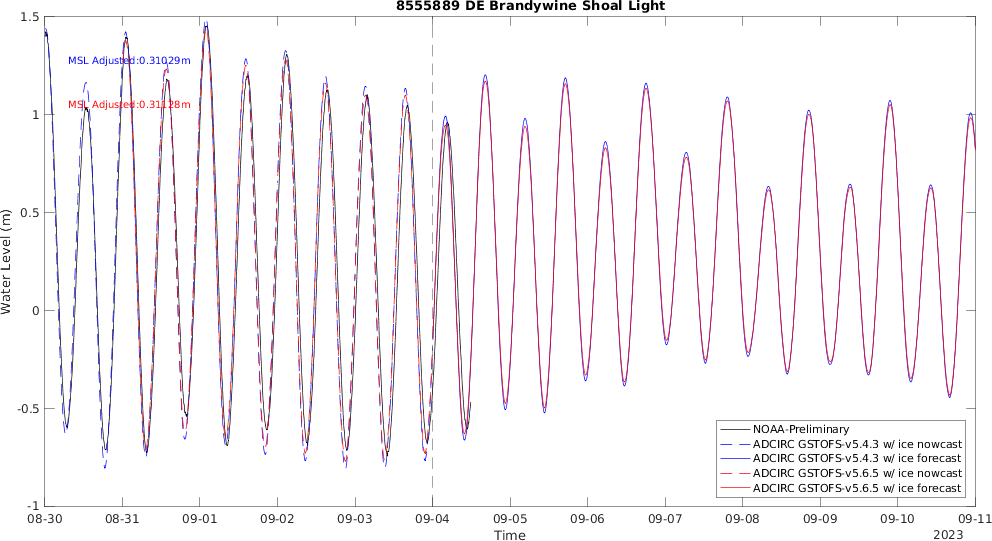 8555889 DE Brandywine Shoal Light
1.5
1
0.5
0
-0.5
-1
Water Level (m)
MSL Adjusted:0.31029m
MSL Adjusted:0.31128m
NOAA-Preliminary
ADCIRC GSTOFS-v5.4.3 w/ ice nowcast
ADCIRC GSTOFS-v5.4.3 w/ ice forecast
ADCIRC GSTOFS-v5.6.5 w/ ice nowcast
ADCIRC GSTOFS-v5.6.5 w/ ice forecast
08-30 08-31 09-01 09-02 09-03 09-04 09-05 09-06 09-07 09-08 09-09 09-10 09-11
Time
2023